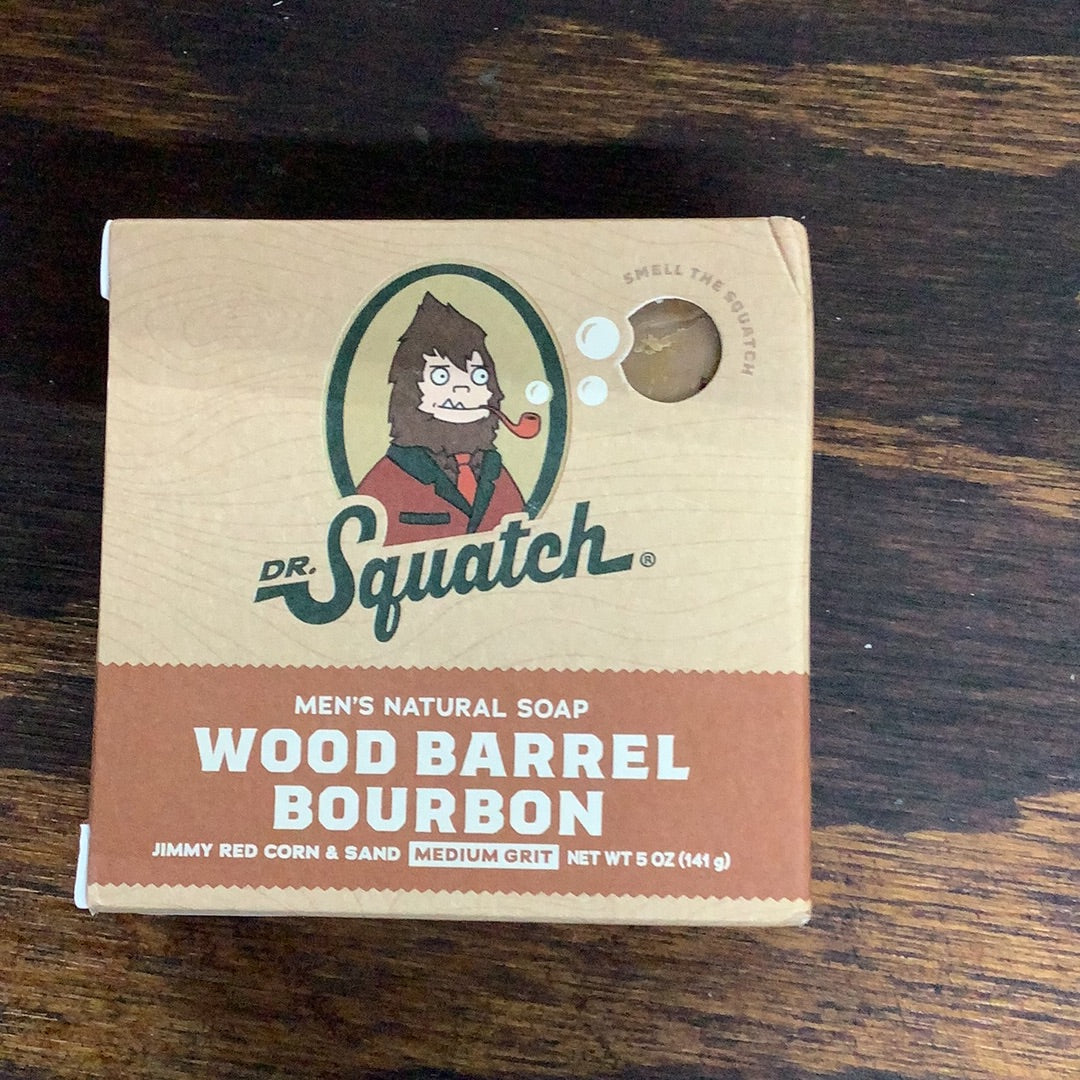 SMELL THE SQUATCH
DR. Squatch®
MEN'S NATURAL SOAP
WOOD BARREL
BOURBON
JIMMY RED CORN & SAND MEDIUM GRIT NET WT 5 OZ (141 g)